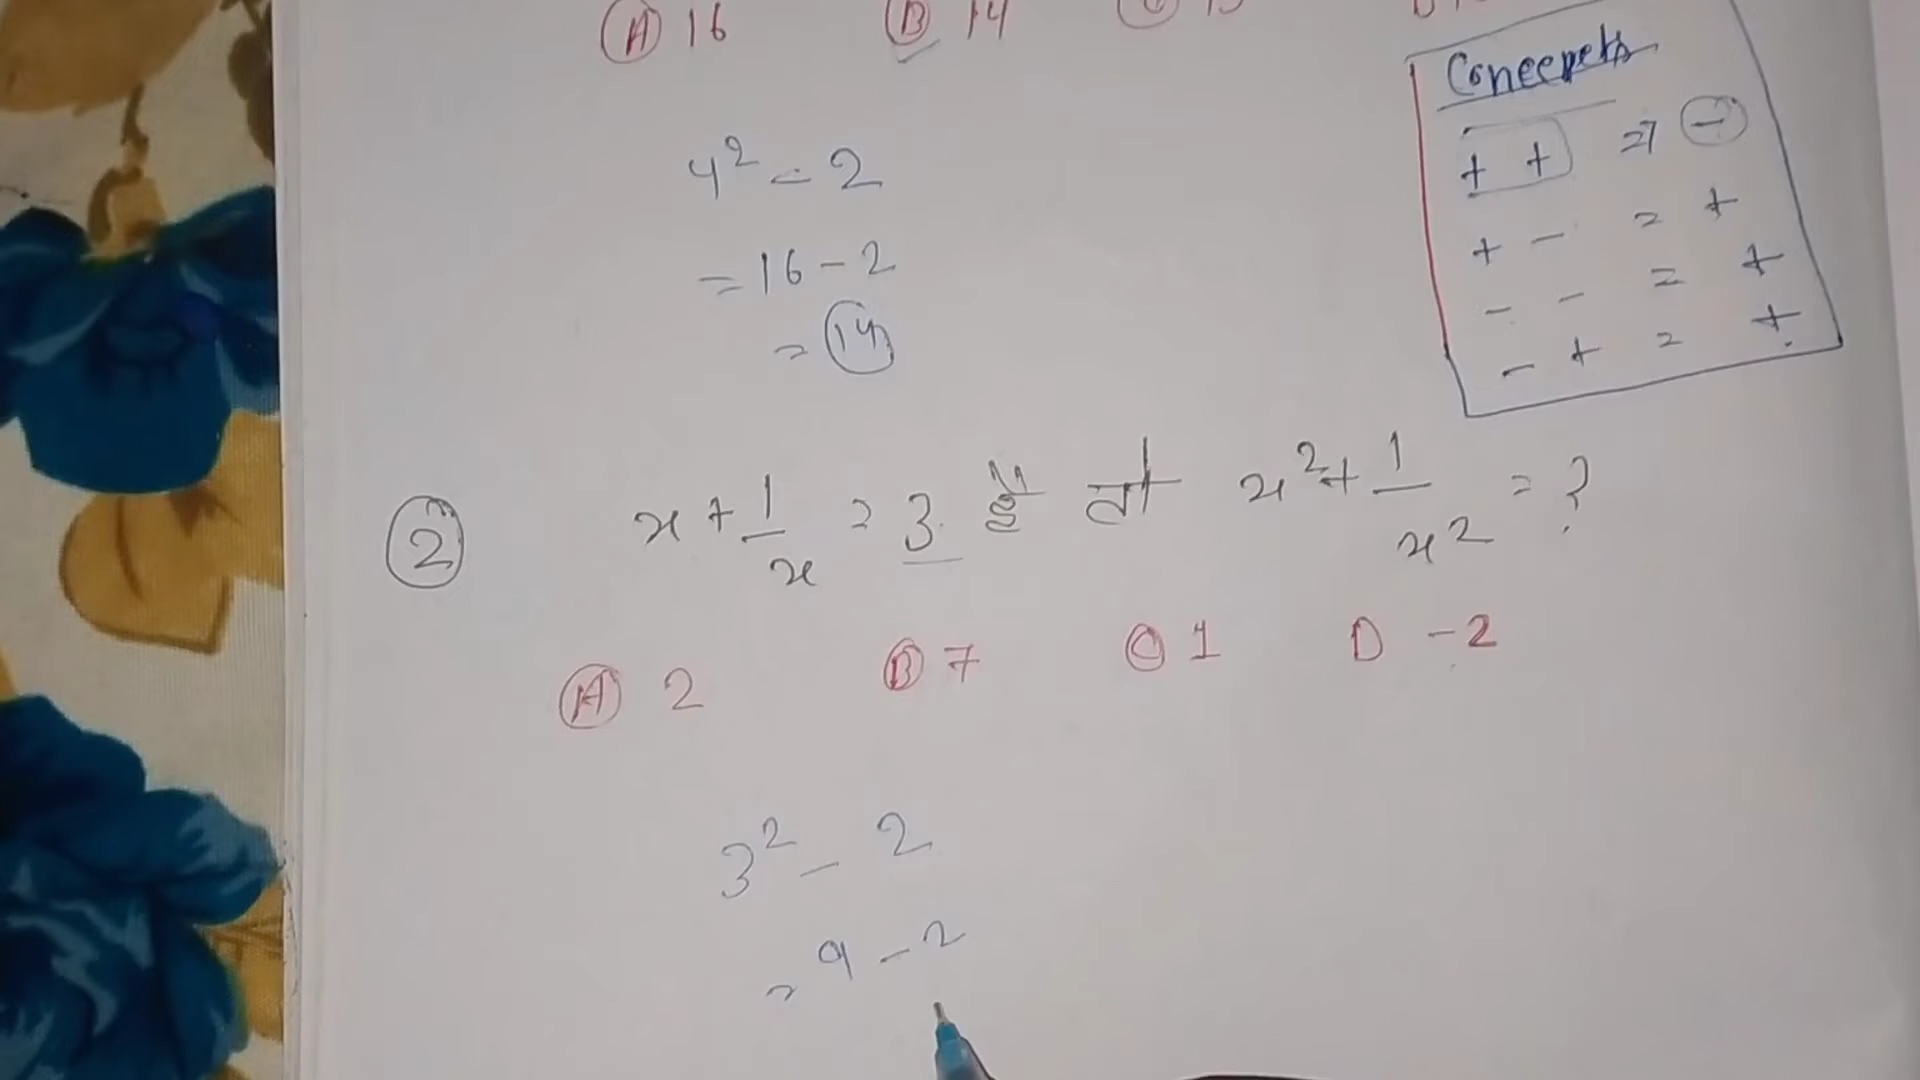 (A) 16 (B) 14
Concepts
+ + => -
+ - = +
- - = +
- + = +
4² - 2
= 16 - 2
= 14
(2) x + 1/x = 3 है तो x² + 1/x² = ?
(A) 2 (B) 7 (C) 1 D -2
3² - 2
= 9 - 2